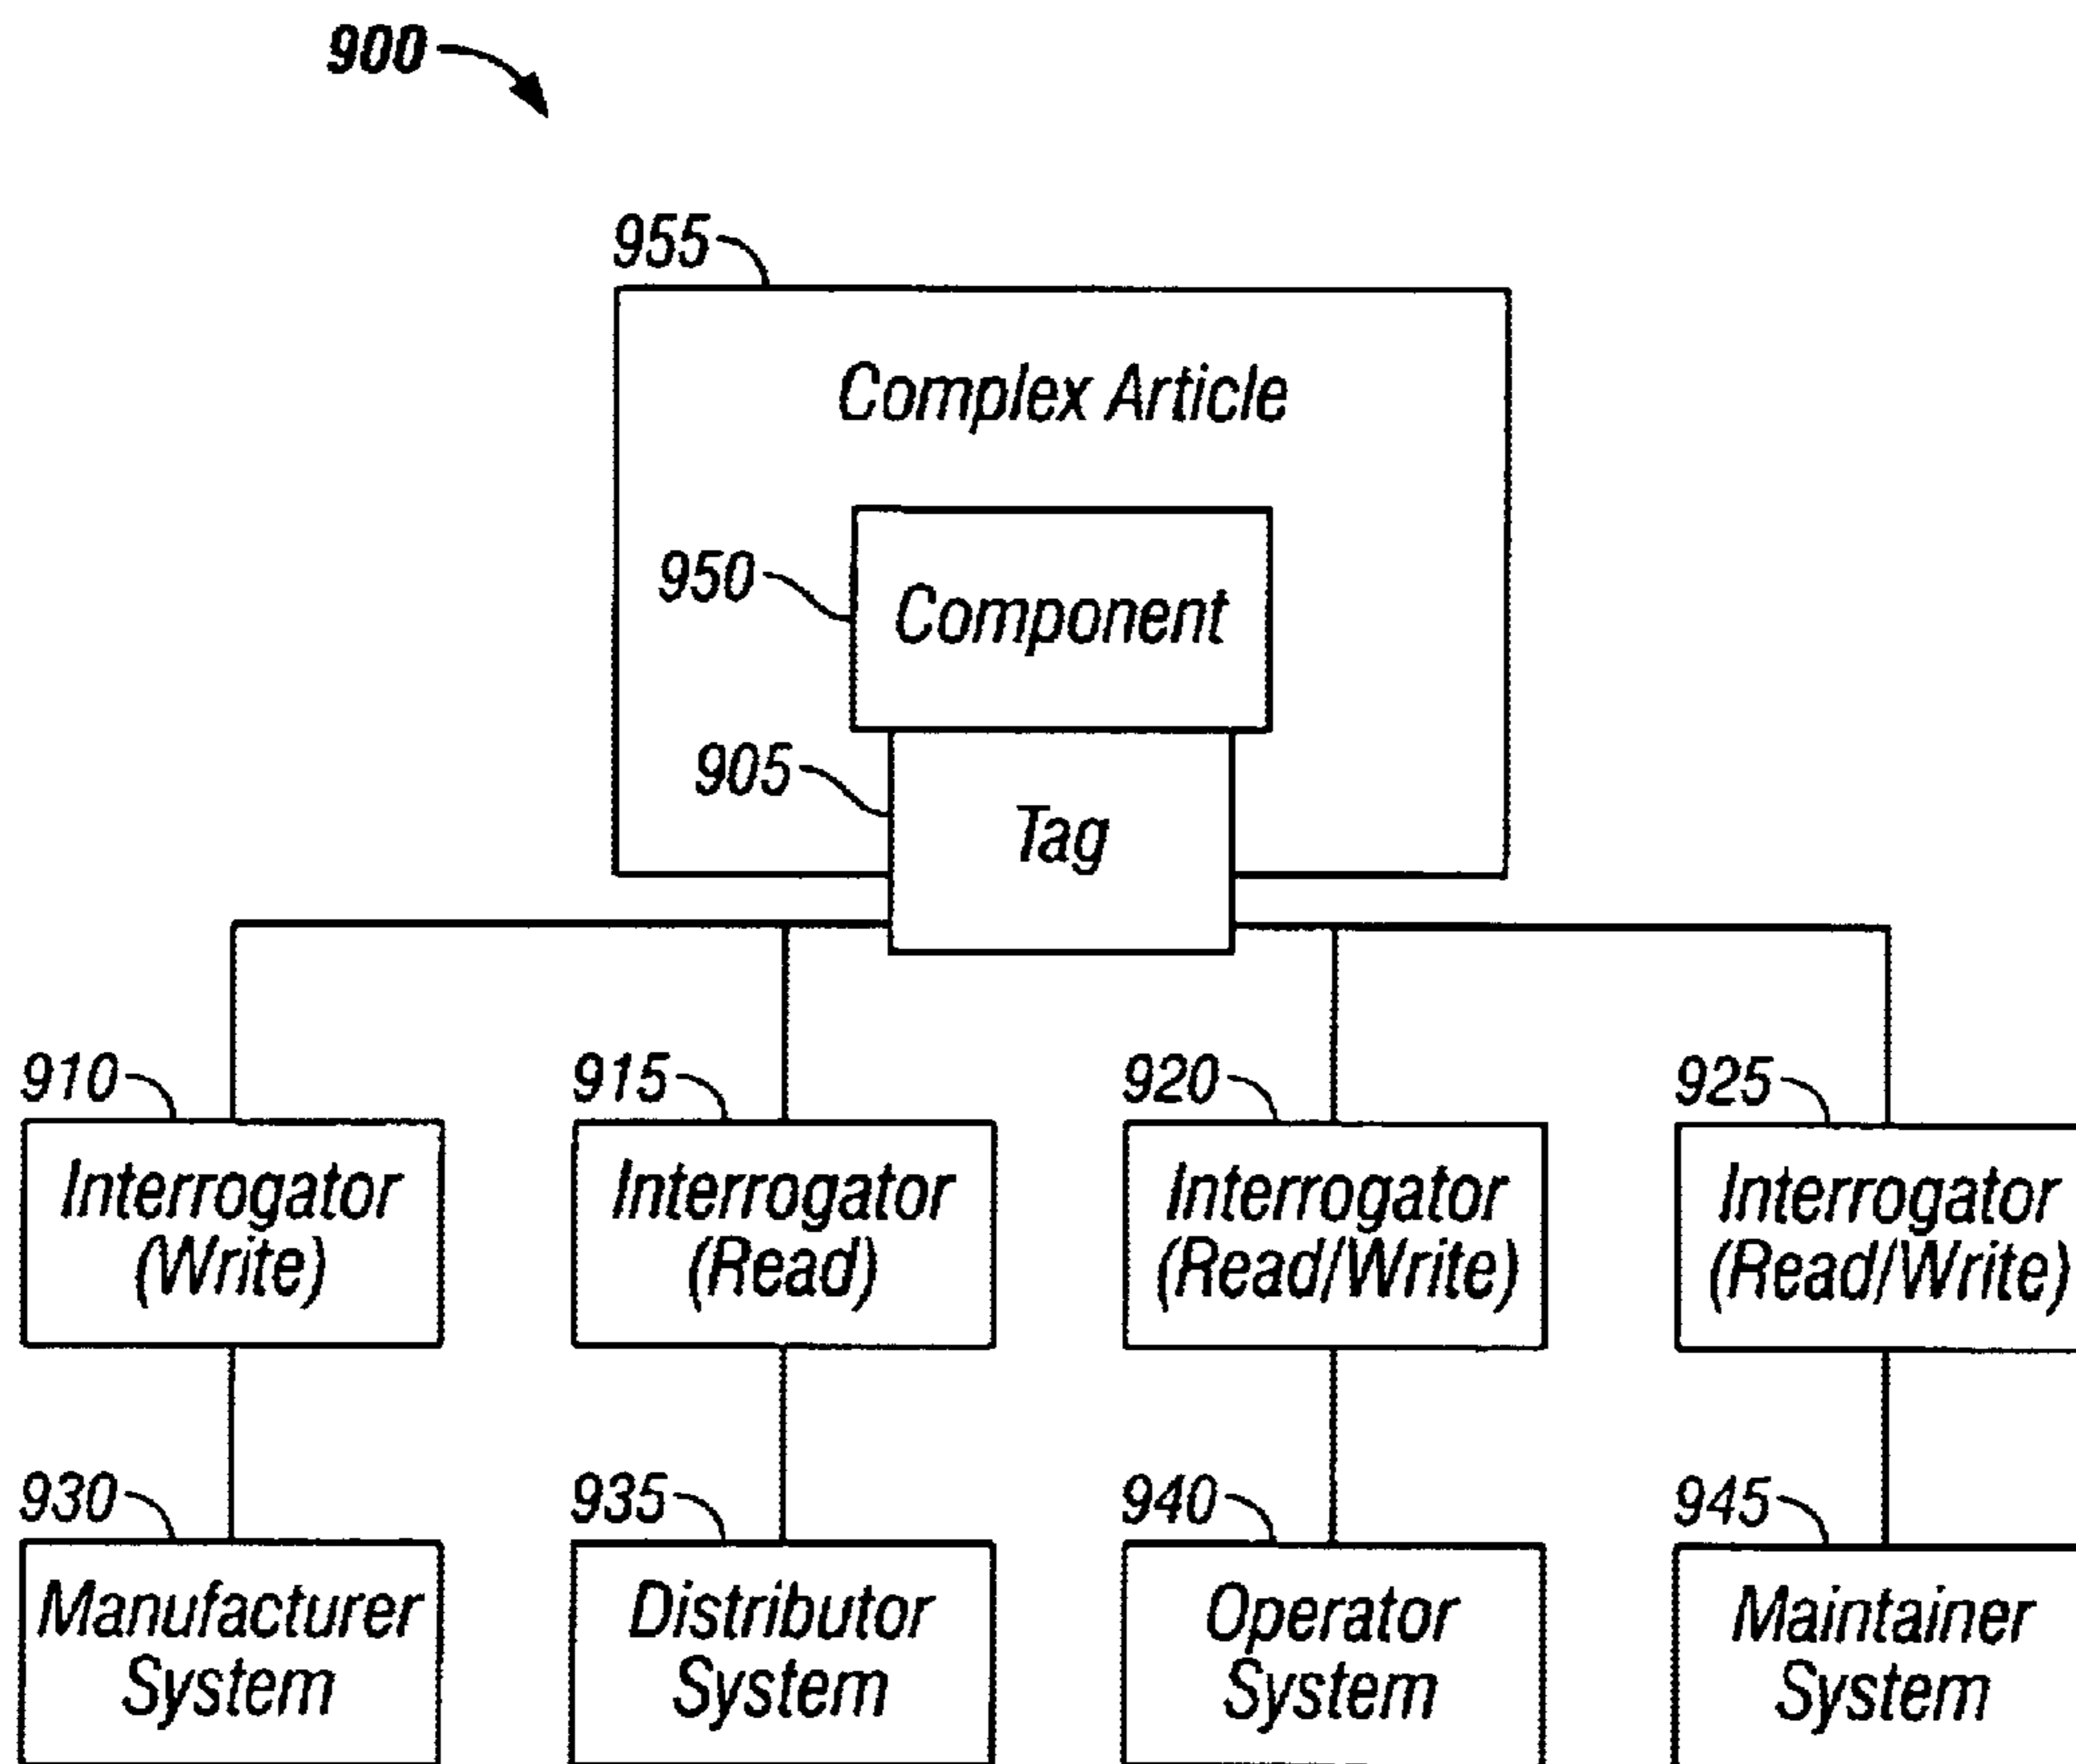 900
955
Complex Article
950
Component
905
Tag
910
915
920
925
Interrogator
(Write)
Interrogator
(Read)
Interrogator
(Read/Write)
Interrogator
(Read/Write)
930
935
940
945
Manufacturer
System
Distributor
System
Operator
System
Maintainer
System